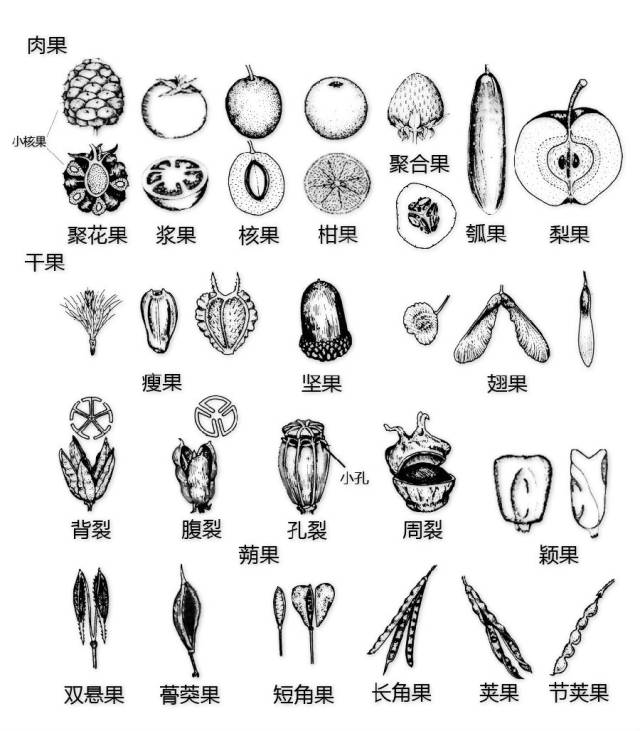 肉果
小核果
聚合果
聚花果 浆果 核果 柑果 瓠果 梨果
干果
瘦果 坚果 翅果
小孔
背裂 腹裂 孔裂 周裂 颖果
蒴果
双悬果 蓇葖果 短角果 长角果 荚果 节荚果